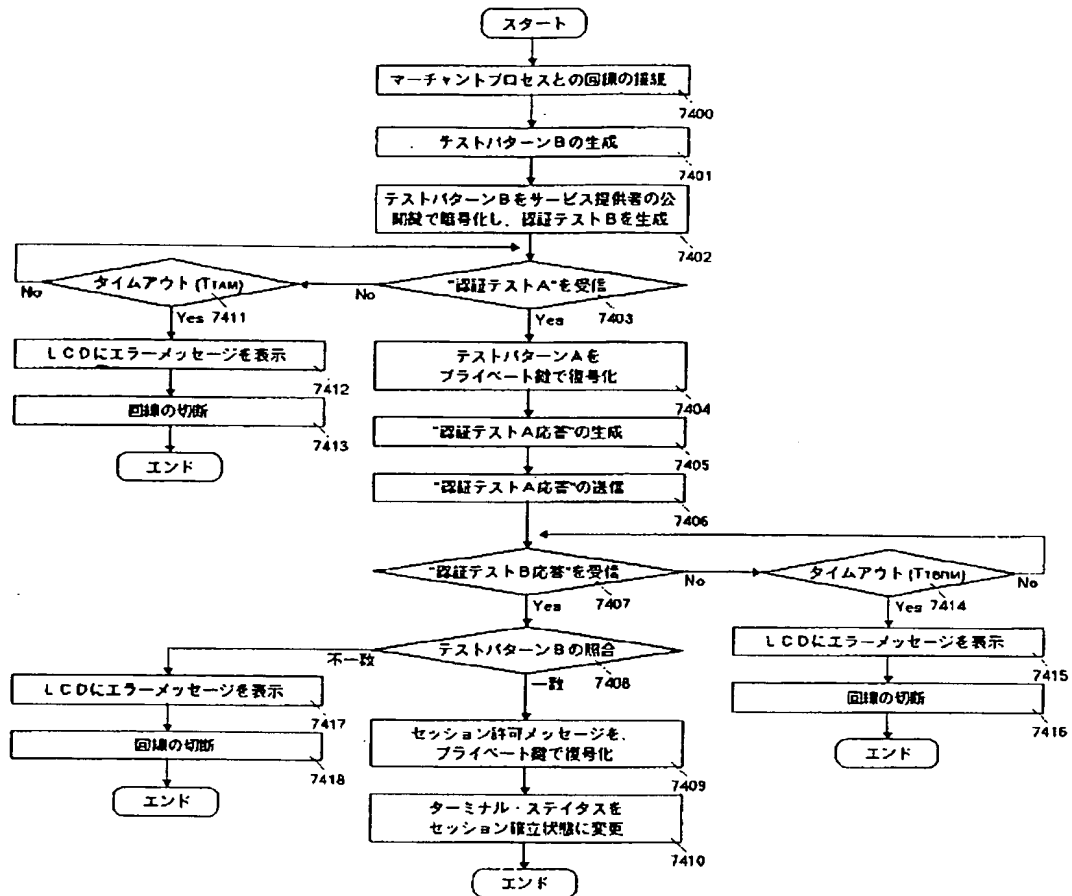 スタート
マーチャントプロセスとの回線の接続
7400
テストパターンBの生成
7401
テストパターンBをサービス提供者の公
開鍵で暗号化し、認証テストBを生成
7402
"認証テストA"を受信
7403
No
Yes
タイムアウト (TTAM)
7411
No
Yes
LCDにエラーメッセージを表示
7412
回線の切断
7413
エンド
テストパターンAを
プライベート鍵で復号化
7404
"認証テストA応答"の生成
7405
"認証テストA応答"の送信
7406
"認証テストB応答"を受信
7407
No
Yes
タイムアウト
7414
No
Yes
LCDにエラーメッセージを表示
7415
回線の切断
7416
エンド
テストパターンBの照合
7408
不一致
一致
LCDにエラーメッセージを表示
7417
回線の切断
7418
エンド
セッション許可メッセージを、
プライベート鍵で復号化
7409
ターミナル・ステイタスを
セッション確立状態に変更
7410
エンド